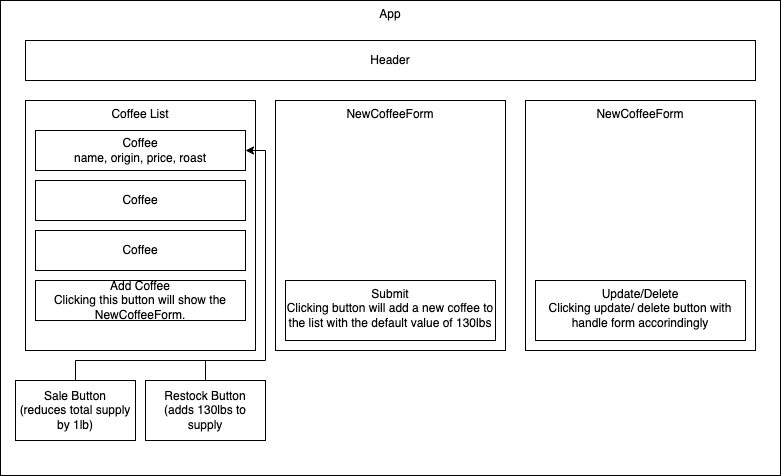 App
Header
Coffee List
Coffee
name, origin, price, roast
Coffee
Coffee
Add Coffee
Clicking this button will show the
NewCoffeeForm.
NewCoffeeForm
Submit
Clicking button will add a new coffee to
the list with the default value of 130lbs
NewCoffeeForm
Update/Delete
Clicking update/ delete button with
handle form accorindingly
Sale Button
(reduces total supply
by 1lb)
Restock Button
(adds 130lbs to
supply